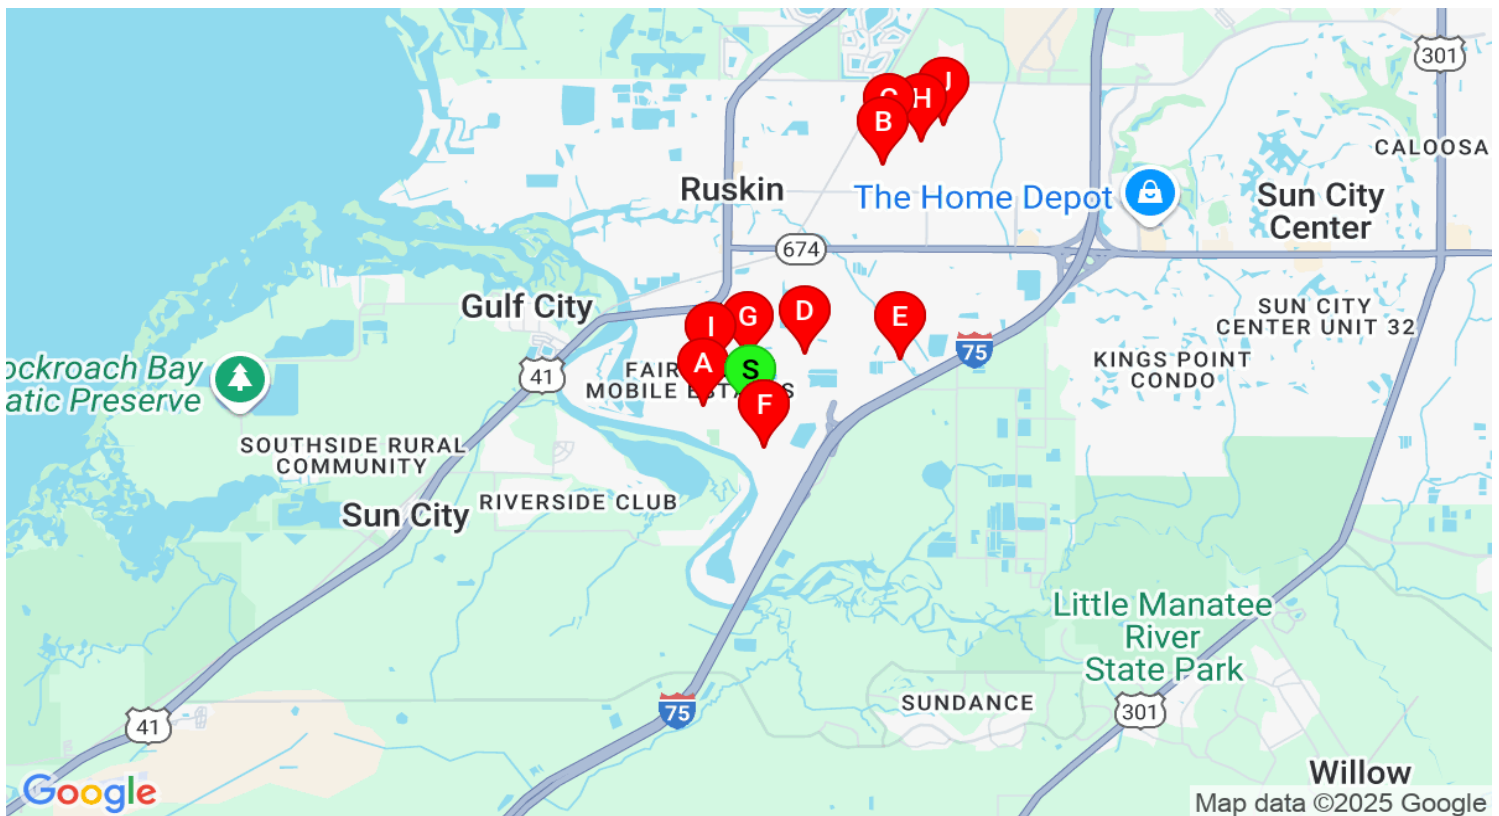 301
J
H
B
CALOOSA
Ruskin
The Home Depot
Sun City
Center
674
Gulf City
I
G
D
E
SUN CITY
CENTER UNIT 32
75
ockroach Bay
atic Preserve
41
A
S
MOBILE
F
KINGS POINT
CONDO
SOUTHSIDE RURAL
COMMUNITY
RIVERSIDE CLUB
Sun City
Little Manatee
River
State Park
SUNDANCE
301
75
41
Willow
Google
Map data ©2025 Google